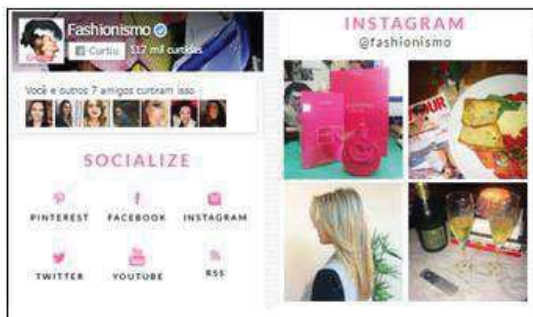 Fashionismo
Curtiu 117 mil curtidas
Você e outros 7 amigos curtiram isso
SOCIALIZE
PINTEREST FACEBOOK INSTAGRAM
TWITTER YOUTUBE RSS
INSTAGRAM
@fashionismo